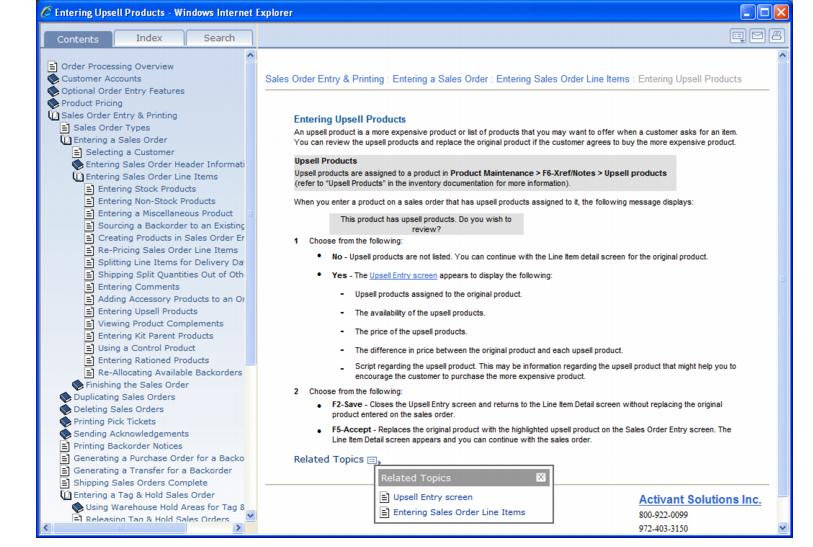 Entering Upsell Products - Windows Internet Explorer
Contents
Index
Search
Order Processing Overview
Customer Accounts
Optional Order Entry Features
Product Pricing
Sales Order Entry & Printing
Sales Order Types
Entering a Sales Order
Selecting a Customer
Entering Sales Order Header Informati
Entering Sales Order Line Items
Entering Stock Products
Entering Non-Stock Products
Entering a Miscellaneous Product
Sourcing a Backorder to an Existing
Creating Products in Sales Order Er
Re-Pricing Sales Order Line Items
Splitting Line Items for Delivery Da
Shipping Split Quantities Out of Oth
Entering Comments
Adding Accessory Products to an Or
Entering Upsell Products
Viewing Product Complements
Entering Kit Parent Products
Using a Control Product
Entering Rationed Products
Re-Allocating Available Backorders
Finishing the Sales Order
Duplicating Sales Orders
Deleting Sales Orders
Printing Pick Tickets
Sending Acknowledgements
Printing Backorder Notices
Generating a Purchase Order for a Backo
Generating a Transfer for a Backorder
Shipping Sales Orders Complete
Entering a Tag & Hold Sales Order
Using Warehouse Hold Areas for Tag &
Releasing Tag & Hold Sales Orders
Sales Order Entry & Printing : Entering a Sales Order : Entering Sales Order Line Items : Entering Upsell Products
Entering Upsell Products
An upsell product is a more expensive product or list of products that you may want to offer when a customer asks for an item.
You can review the upsell products and replace the original product if the customer agrees to buy the more expensive product.
Upsell Products
Upsell products are assigned to a product in Product Maintenance > F6-Xref/Notes > Upsell products
(refer to "Upsell Products" in the inventory documentation for more information).
When you enter a product on a sales order that has upsell products assigned to it, the following message displays:
This product has upsell products. Do you wish to
review?
1 Choose from the following:
• No - Upsell products are not listed. You can continue with the Line Item detail screen for the original product.
• Yes - The Upsell Entry screen appears to display the following:
- Upsell products assigned to the original product.
- The availability of the upsell products.
- The price of the upsell products.
- The difference in price between the original product and each upsell product.
- Script regarding the upsell product. This may be information regarding the upsell product that might help you to
encourage the customer to purchase the more expensive product.
2 Choose from the following:
• F2-Save - Closes the Upsell Entry screen and returns to the Line Item Detail screen without replacing the original
product entered on the sales order.
• F5-Accept - Replaces the original product with the highlighted upsell product on the Sales Order Entry screen. The
Line Item Detail screen appears and you can continue with the sales order.
Related Topics
Related Topics
Upsell Entry screen
Entering Sales Order Line Items
Activant Solutions Inc.
800-922-0099
972-403-3150